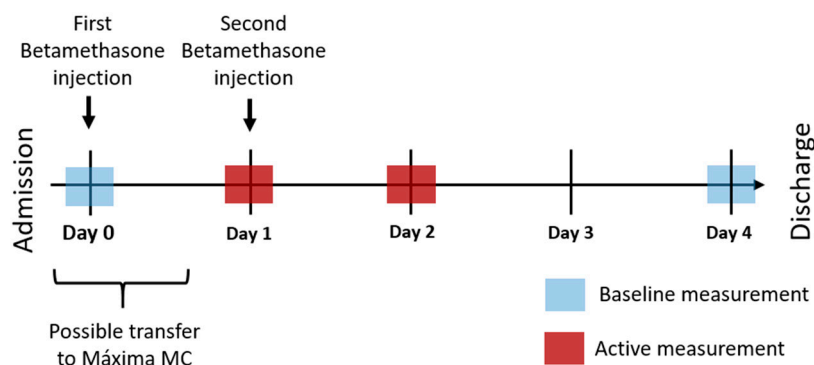 First
Betamethasone
injection
Second
Betamethasone
injection
Admission
Discharge
Day 0
Day 1
Day 2
Day 3
Day 4
Possible transfer
to Máxima MC
Baseline measurement
Active measurement